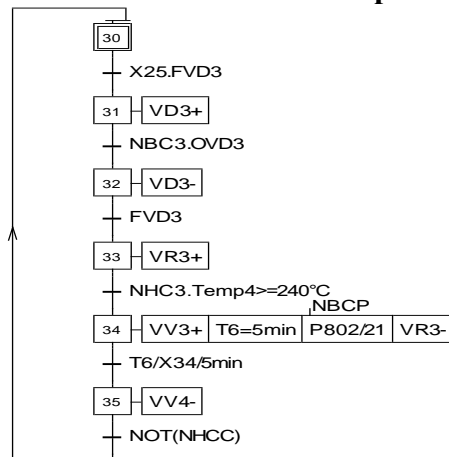 30
X25.FVD3
31 VD3+
NBC3.OVD3
32 VD3-
FVD3
33 VR3+
NHC3.Temp4>=240°C
NBCP
34 VV3+ T6=5min P802/21 VR3-
T6/X34/5min
35 VV4-
NOT(NHCC)